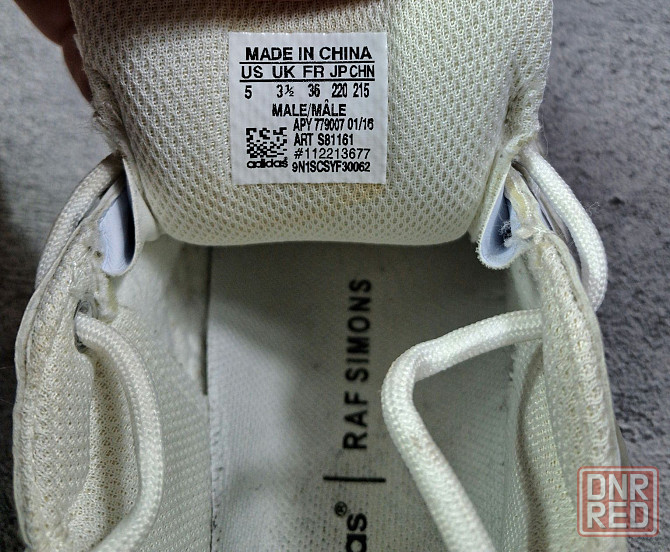 MADE IN CHINA
US UK FR JP CHN
5 3½ 36 220 215
MALE/MÂLE
APY 779007 01/16
ART S81161
#112213677
adidas 9N1SCSYF30062
das® | RAF SIMONS
DNR
RED